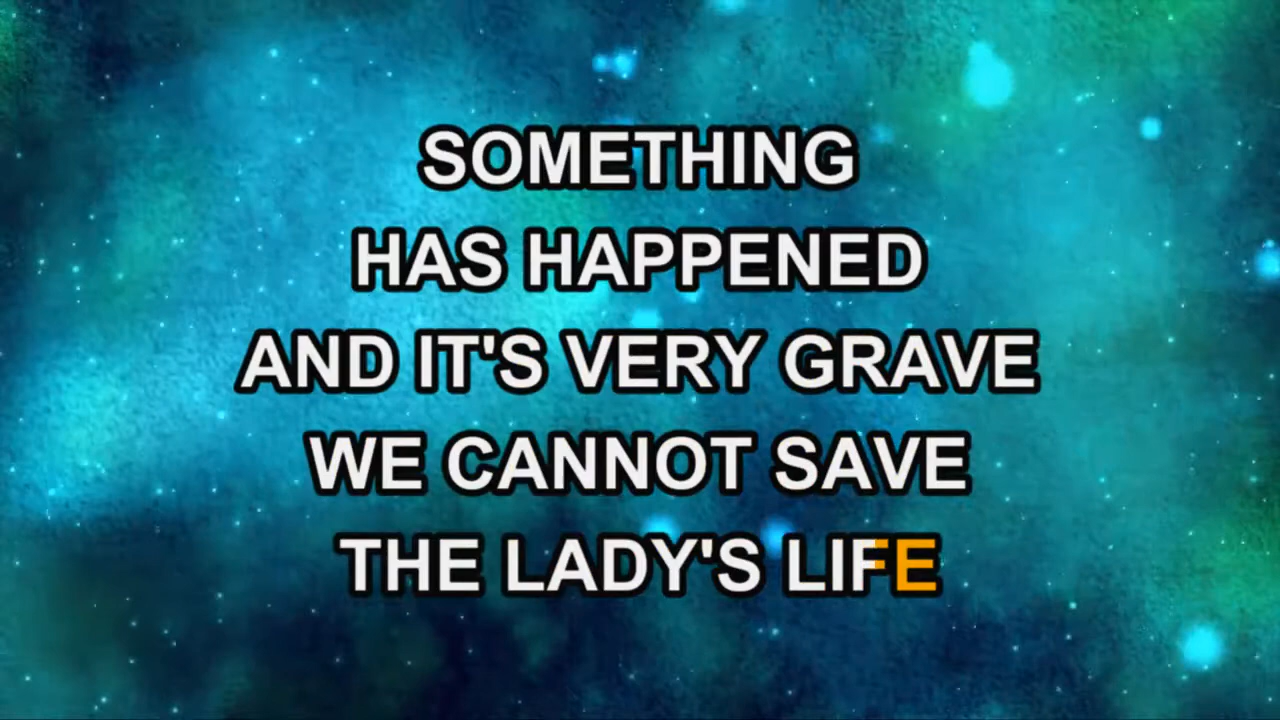 SOMETHING
HAS HAPPENED
AND IT'S VERY GRAVE
WE CANNOT SAVE
THE LADY'S LIFE